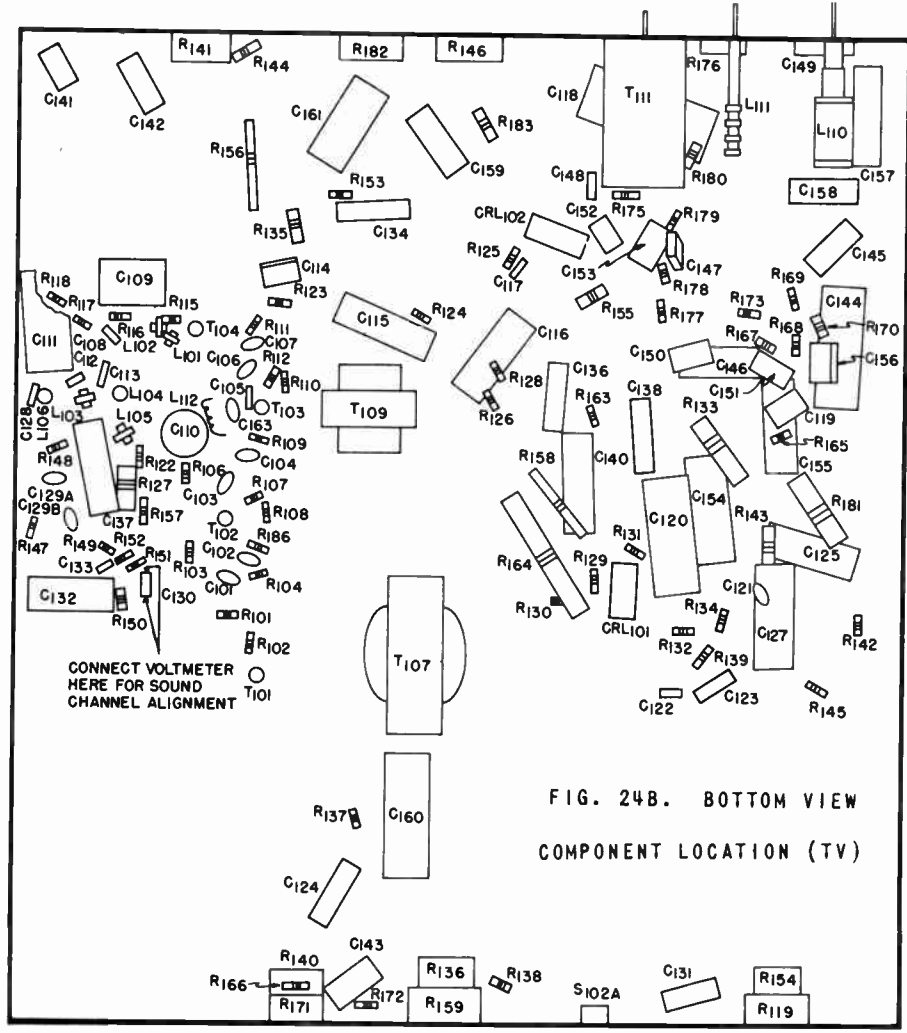 R141
R144
R182
R146
R176
C149
C141
C142
C161
C118
T111
L111
L110
R183
R156
C159
R180
C157
R153
C148
C158
R175
C134
CRL102
C152
R179
R135
C145
R125
C153
C147
C114
C117
R178
R169
C109
C144
R118
R123
R155
R117
R115
R177
R173
R170
R116
T104
R111
C115
R124
C116
R168
C108
L102
C107
R167
C111
L101
C106
R112
C150
C146
C156
C112
C113
R110
R128
C136
C151
C105
L104
R163
C138
C119
L112
T103
T109
R126
R133
C128
L106
L103
L105
C110
C163
R165
R109
R148
R158
C140
C155
R122
C104
R106
R127
C103
R107
C129A
C154
R181
C129B
C137
R157
R108
C120
R143
T102
R147
R149
R152
R186
R131
C125
R151
C102
R164
R129
C133
R103
C121
C132
C130
C101
R104
R134
R130
C127
R150
R101
CRL101
R142
R132
R102
T107
R139
CONNECT VOLTMETER
HERE FOR SOUND
CHANNEL ALIGNMENT
T101
C122
C123
R145
FIG. 24B. BOTTOM VIEW
COMPONENT LOCATION (TV)
R137
C160
C124
R140
C143
R136
R138
C131
R154
R166
R171
R172
R159
S102A
R119